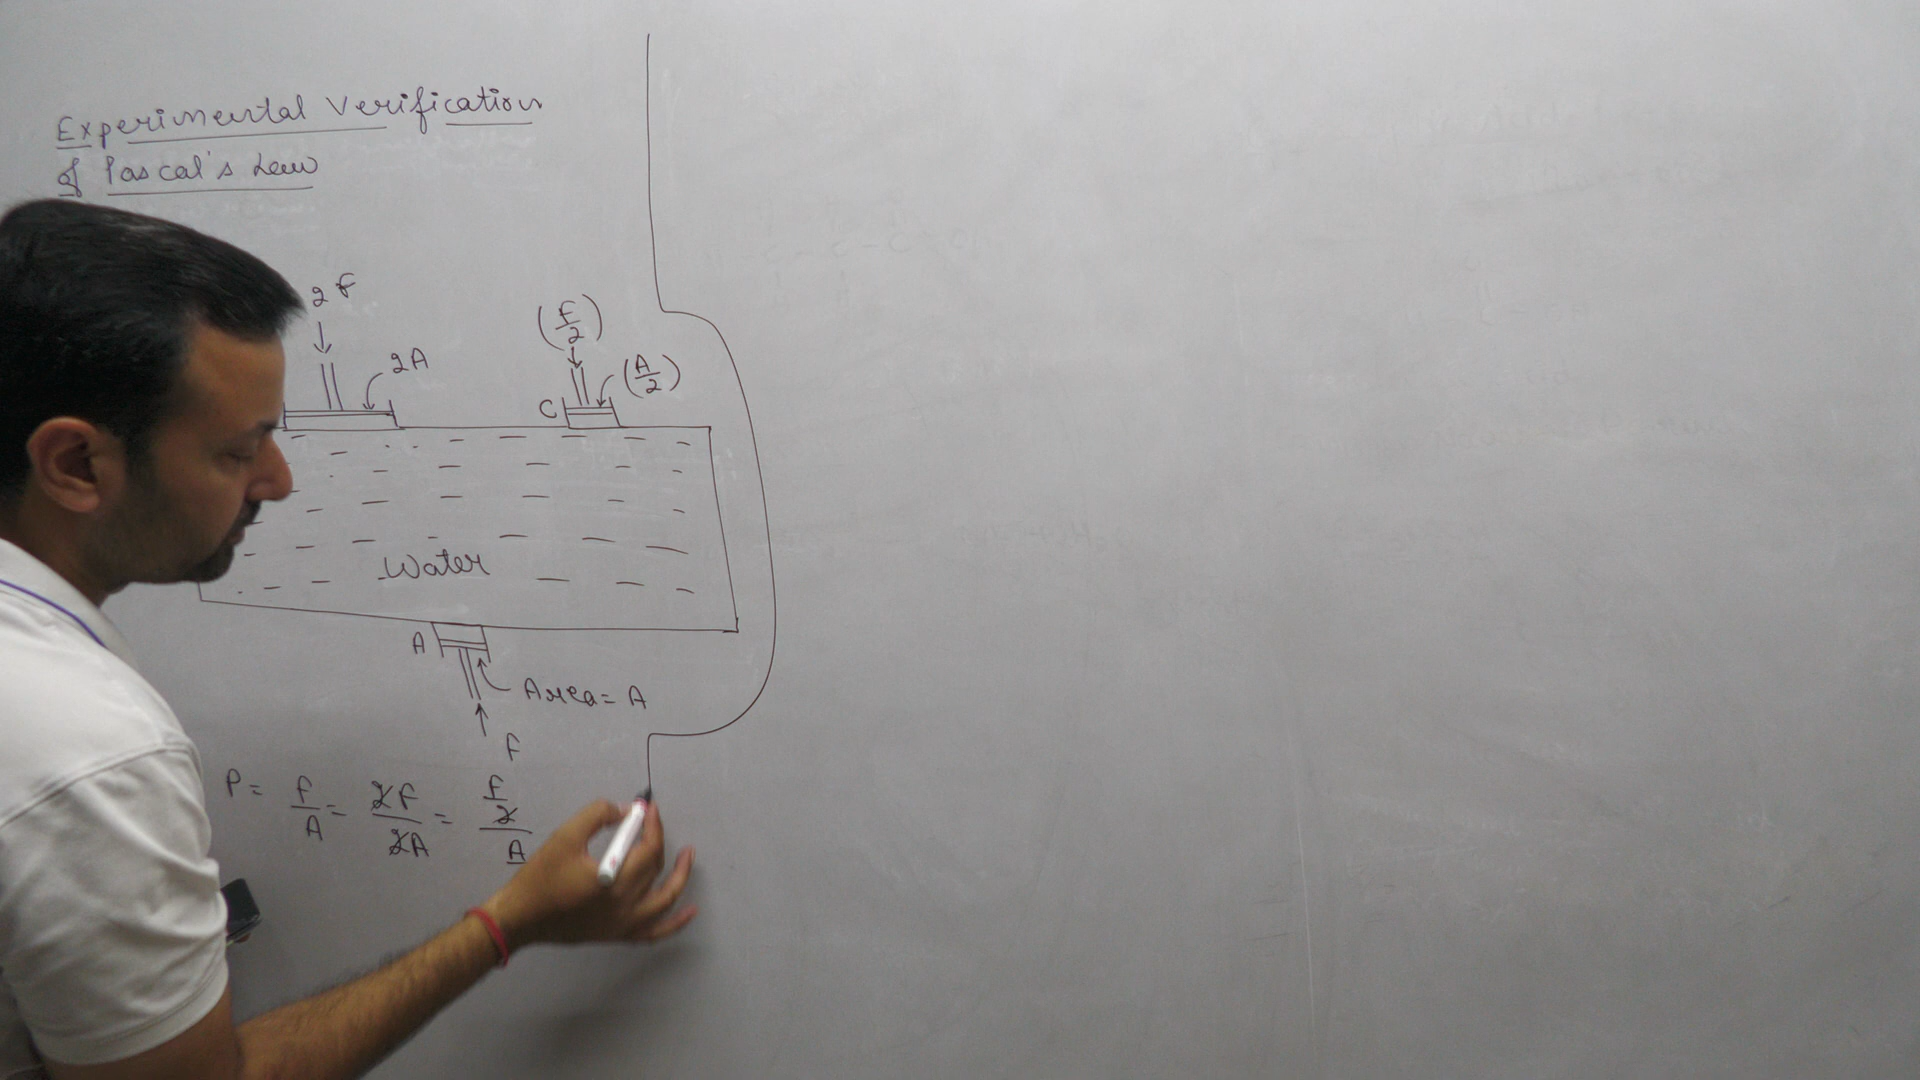 Experimental Verification
of Pascal's Law
2F
2A
(F/2)
(A/2)
C
Water
A
Area = A
F
P = F/A = 2F/2A = F/2/A